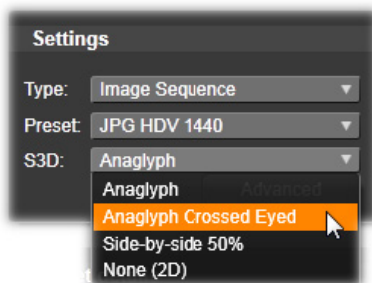 Settings
Type: Image Sequence
Preset: JPG HDV 1440
S3D: Anaglyph
Anaglyph
Advanced
Anaglyph Crossed Eyed
Side-by-side 50%
None (2D)